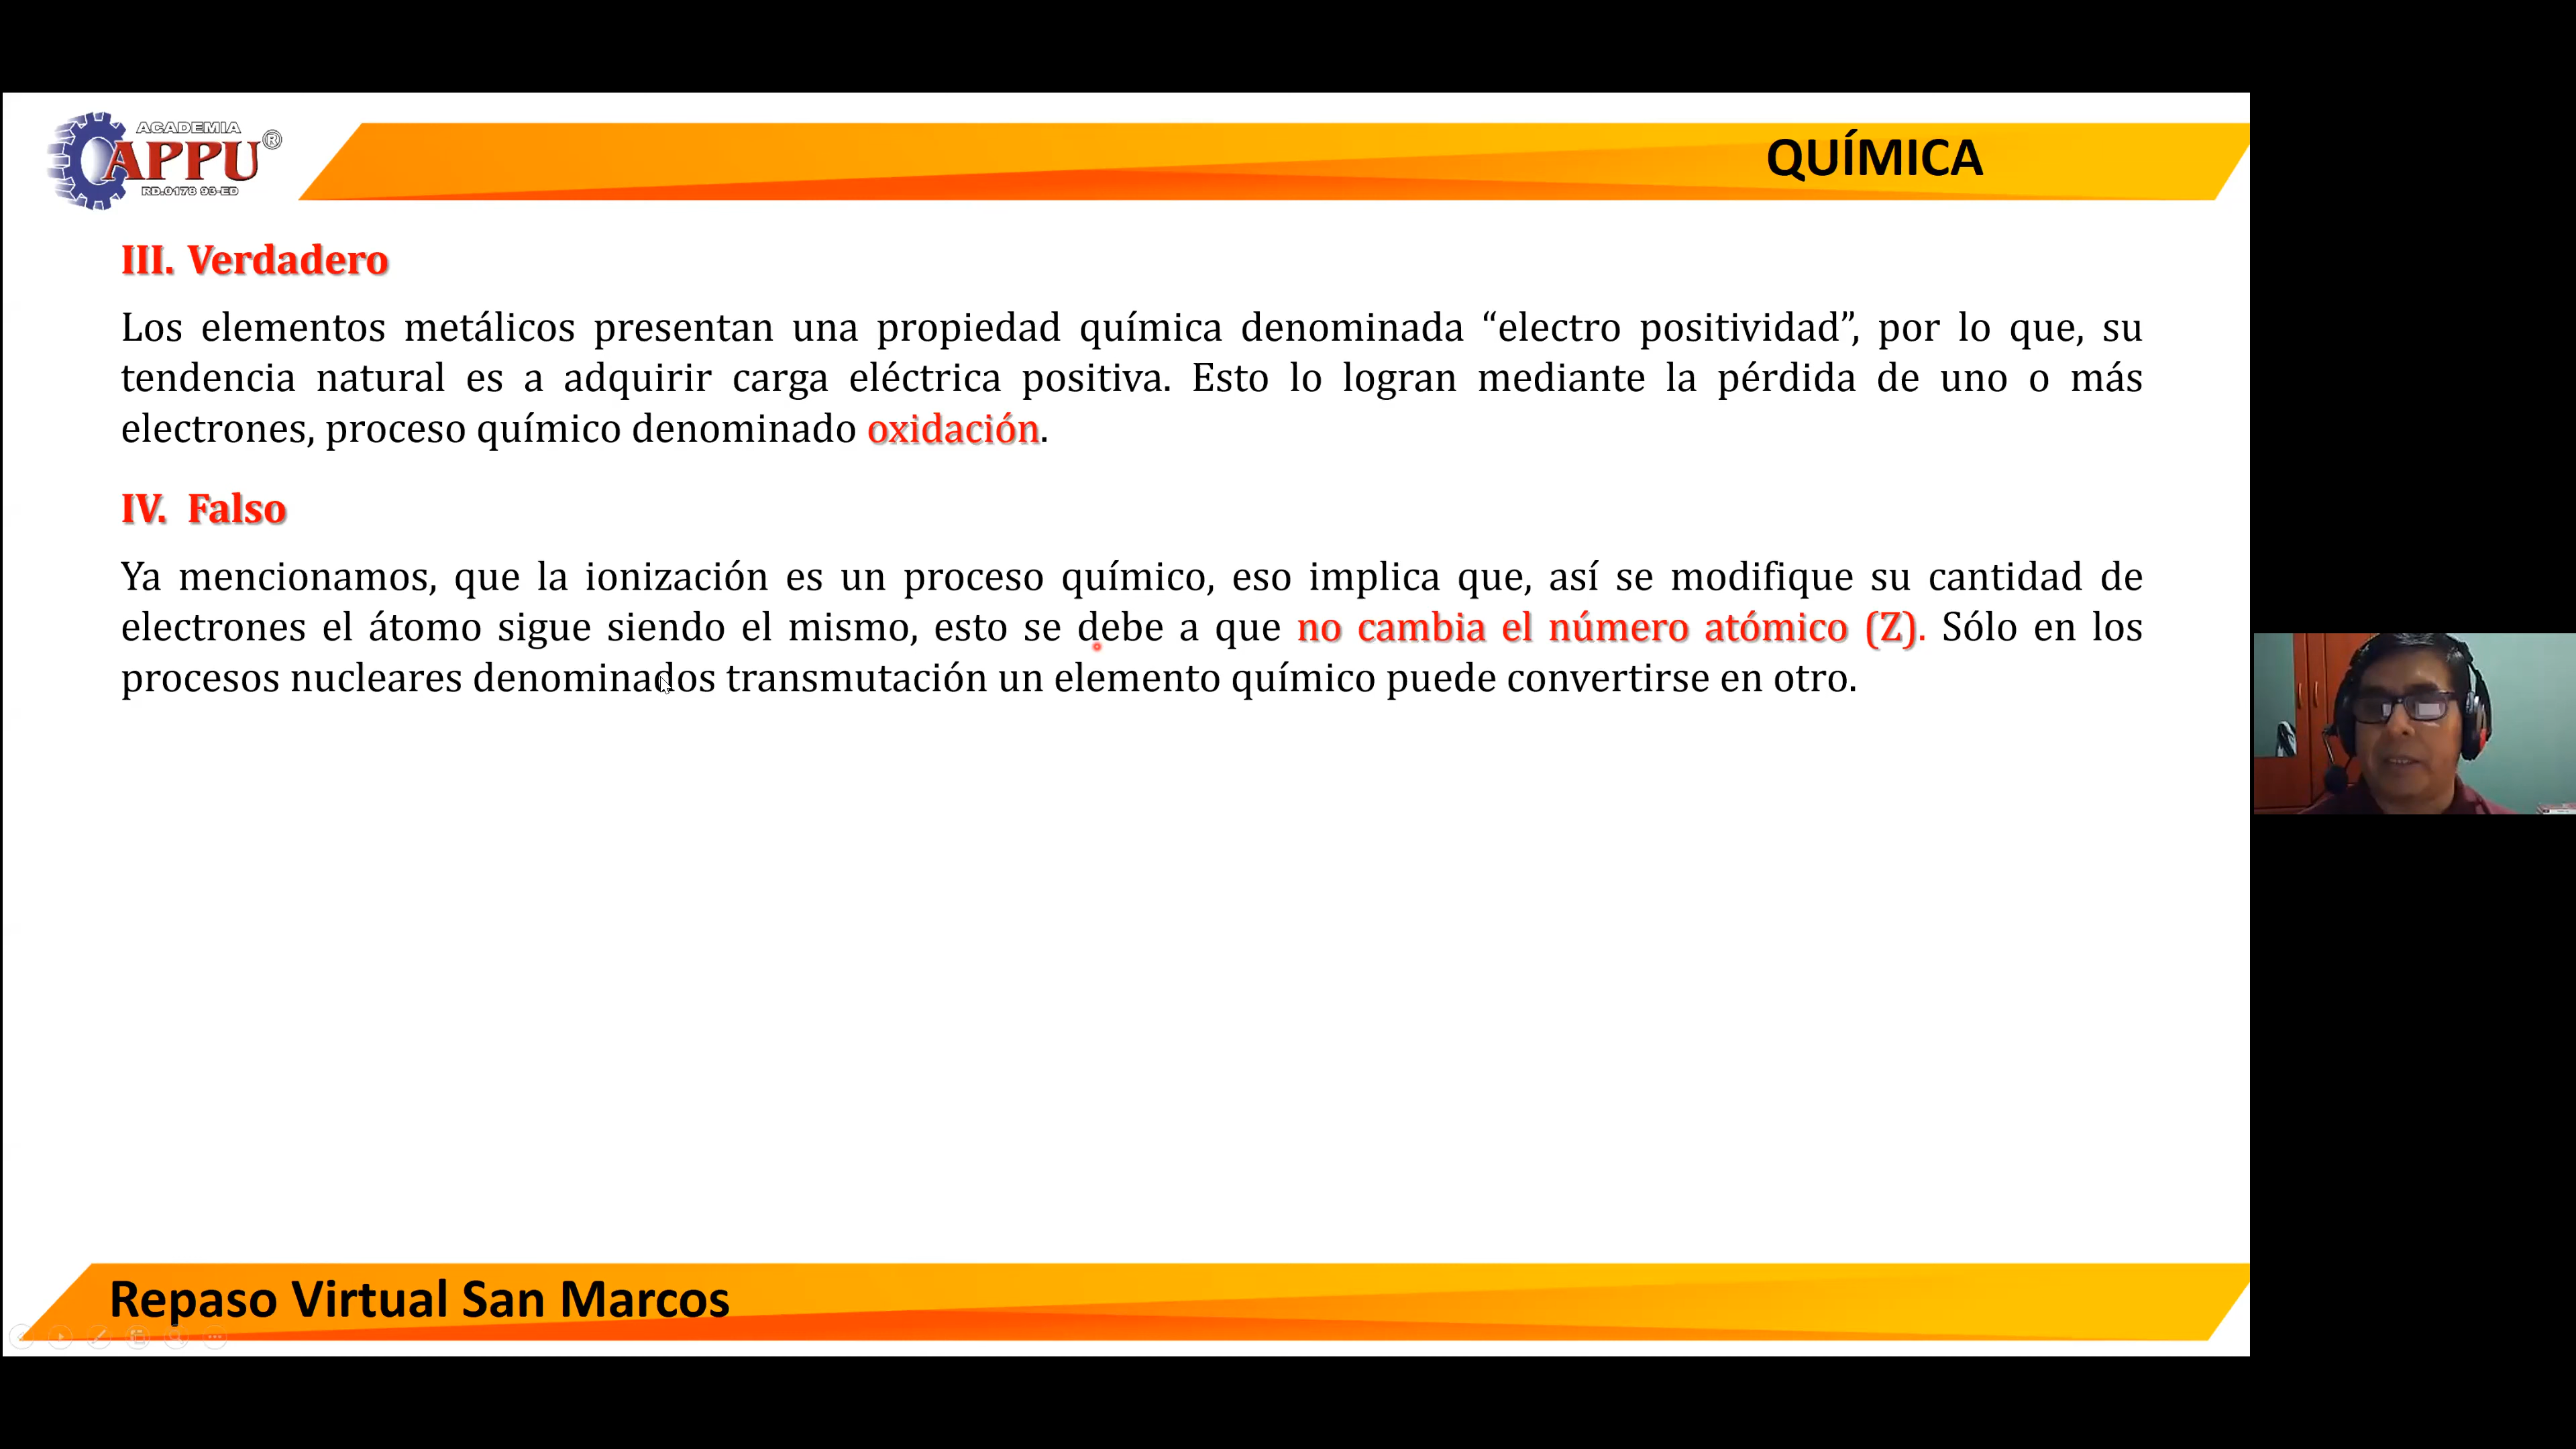 ACADEMIA
APPU®
RD.0178 93-ED
QUÍMICA
III. Verdadero
Los elementos metálicos presentan una propiedad química denominada “electro positividad”, por lo que, su
tendencia natural es a adquirir carga eléctrica positiva. Esto lo logran mediante la pérdida de uno o más
electrones, proceso químico denominado oxidación.
IV. Falso
Ya mencionamos, que la ionización es un proceso químico, eso implica que, así se modifique su cantidad de
electrones el átomo sigue siendo el mismo, esto se debe a que no cambia el número atómico (Z). Sólo en los
procesos nucleares denominados transmutación un elemento químico puede convertirse en otro.
Repaso Virtual San Marcos